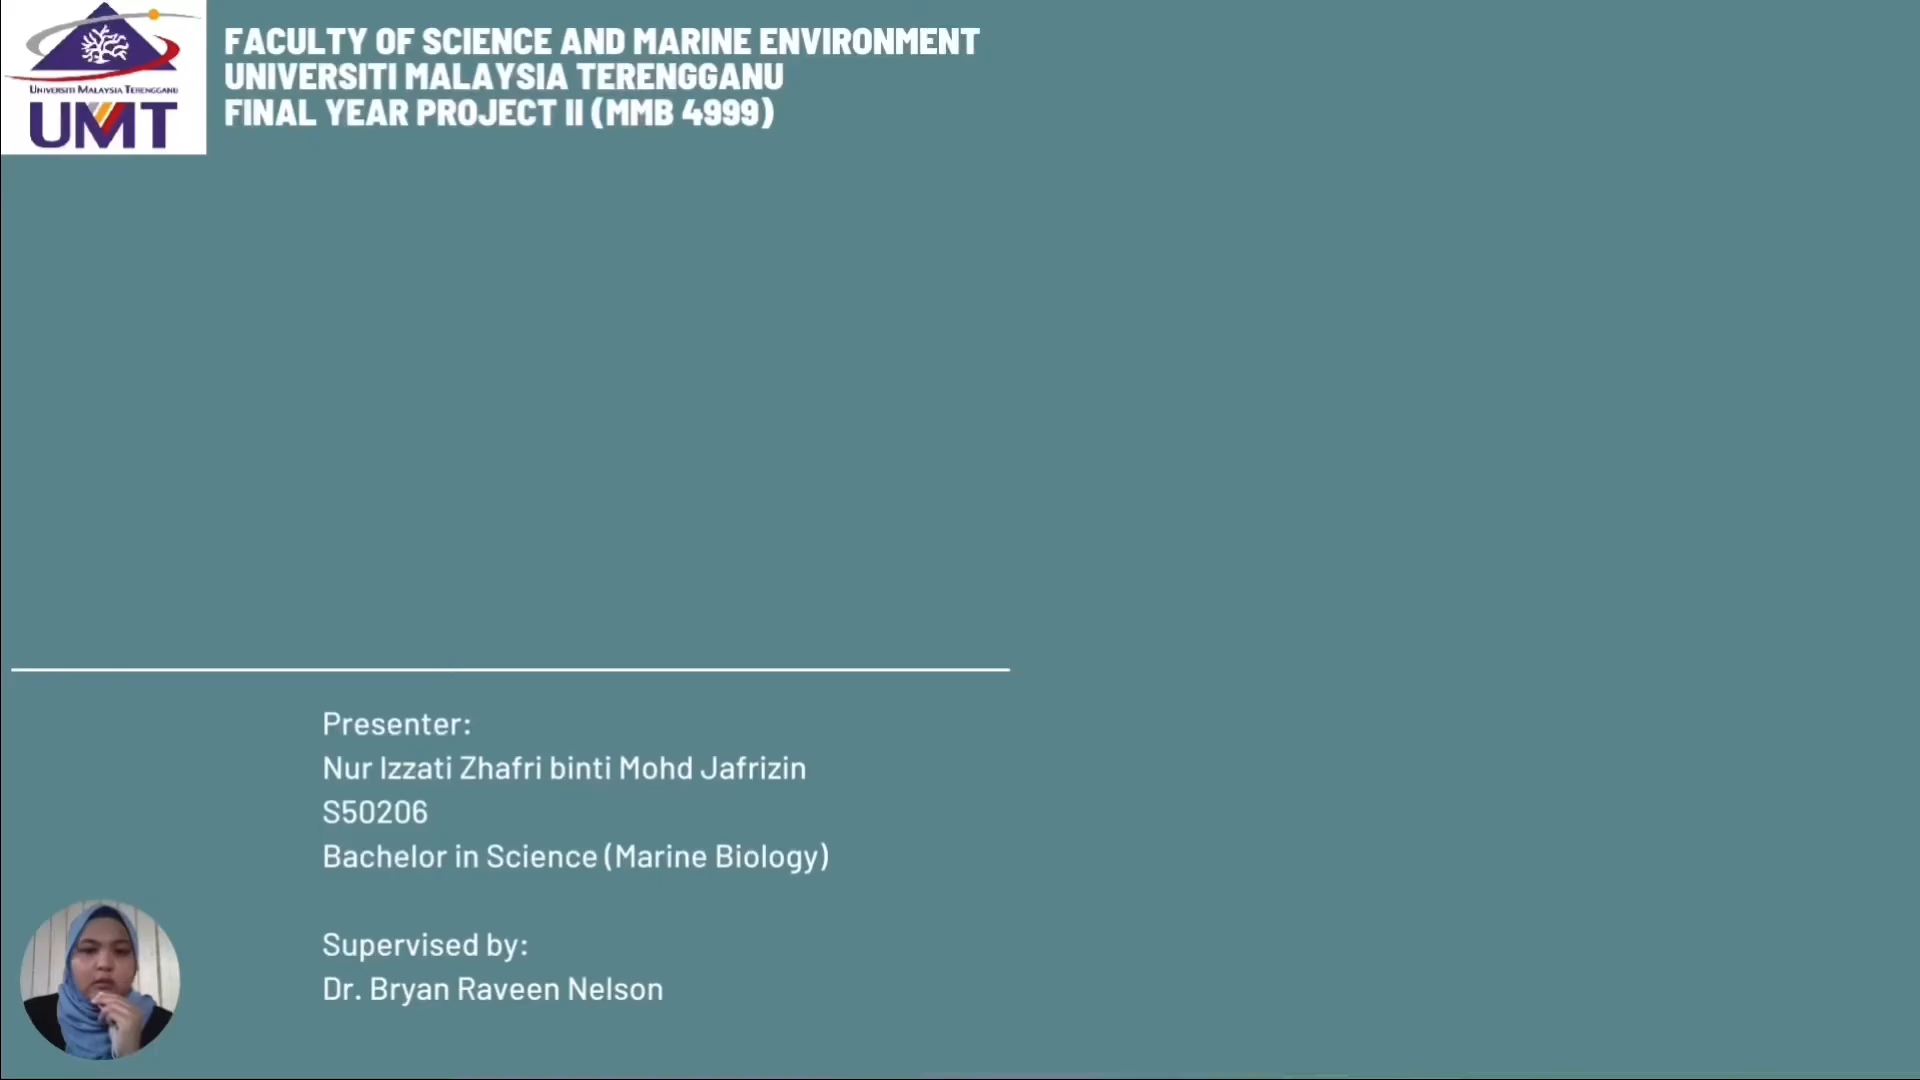 UNIVERSITI MALAYSIA TERENGGANU
UMT
FACULTY OF SCIENCE AND MARINE ENVIRONMENT
UNIVERSITI MALAYSIA TERENGGANU
FINAL YEAR PROJECT II (MMB 4999)
Presenter:
Nur Izzati Zhafri binti Mohd Jafrizin
S50206
Bachelor in Science (Marine Biology)
Supervised by:
Dr. Bryan Raveen Nelson